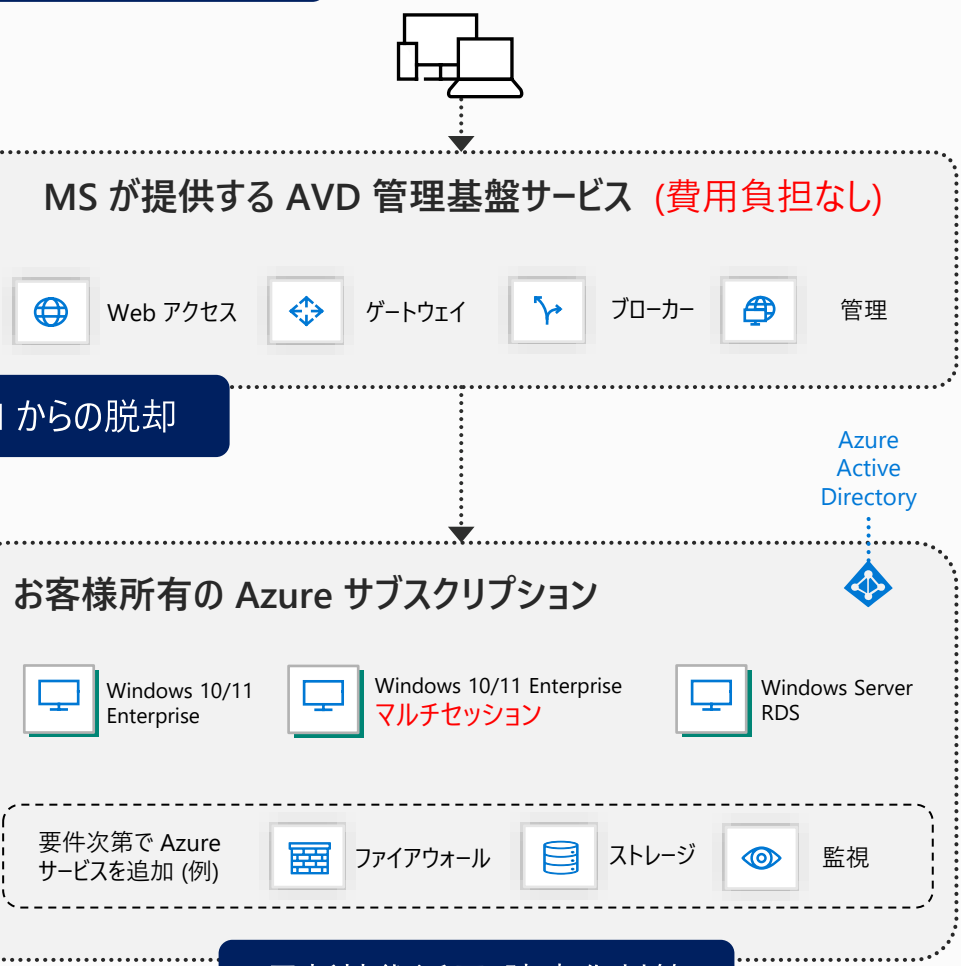 MS が提供する AVD 管理基盤サービス (費用負担なし)
Web アクセス
ゲートウェイ
ブローカー
管理
からの脱却
Azure
Active
Directory
お客様所有の Azure サブスクリプション
Windows 10/11
Enterprise
Windows 10/11 Enterprise
マルチセッション
Windows Server
RDS
要件次第で Azure
サービスを追加 (例)
ファイアウォール
ストレージ
監視